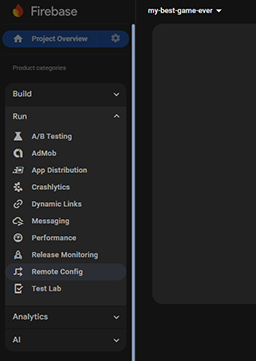 Firebase
my-best-game-ever
Project Overview
Product categories
Build
Run
A/B Testing
AdMob
App Distribution
Crashlytics
Dynamic Links
Messaging
Performance
Release Monitoring
Remote Config
Test Lab
Analytics
AI